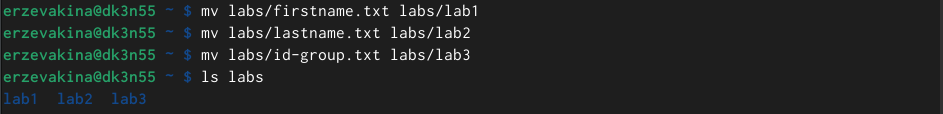 erzevakina@dk3n55 ~ $ mv labs/firstname.txt labs/lab1
erzevakina@dk3n55 ~ $ mv labs/lastname.txt labs/lab2
erzevakina@dk3n55 ~ $ mv labs/id-group.txt labs/lab3
erzevakina@dk3n55 ~ $ ls labs
lab1  lab2  lab3